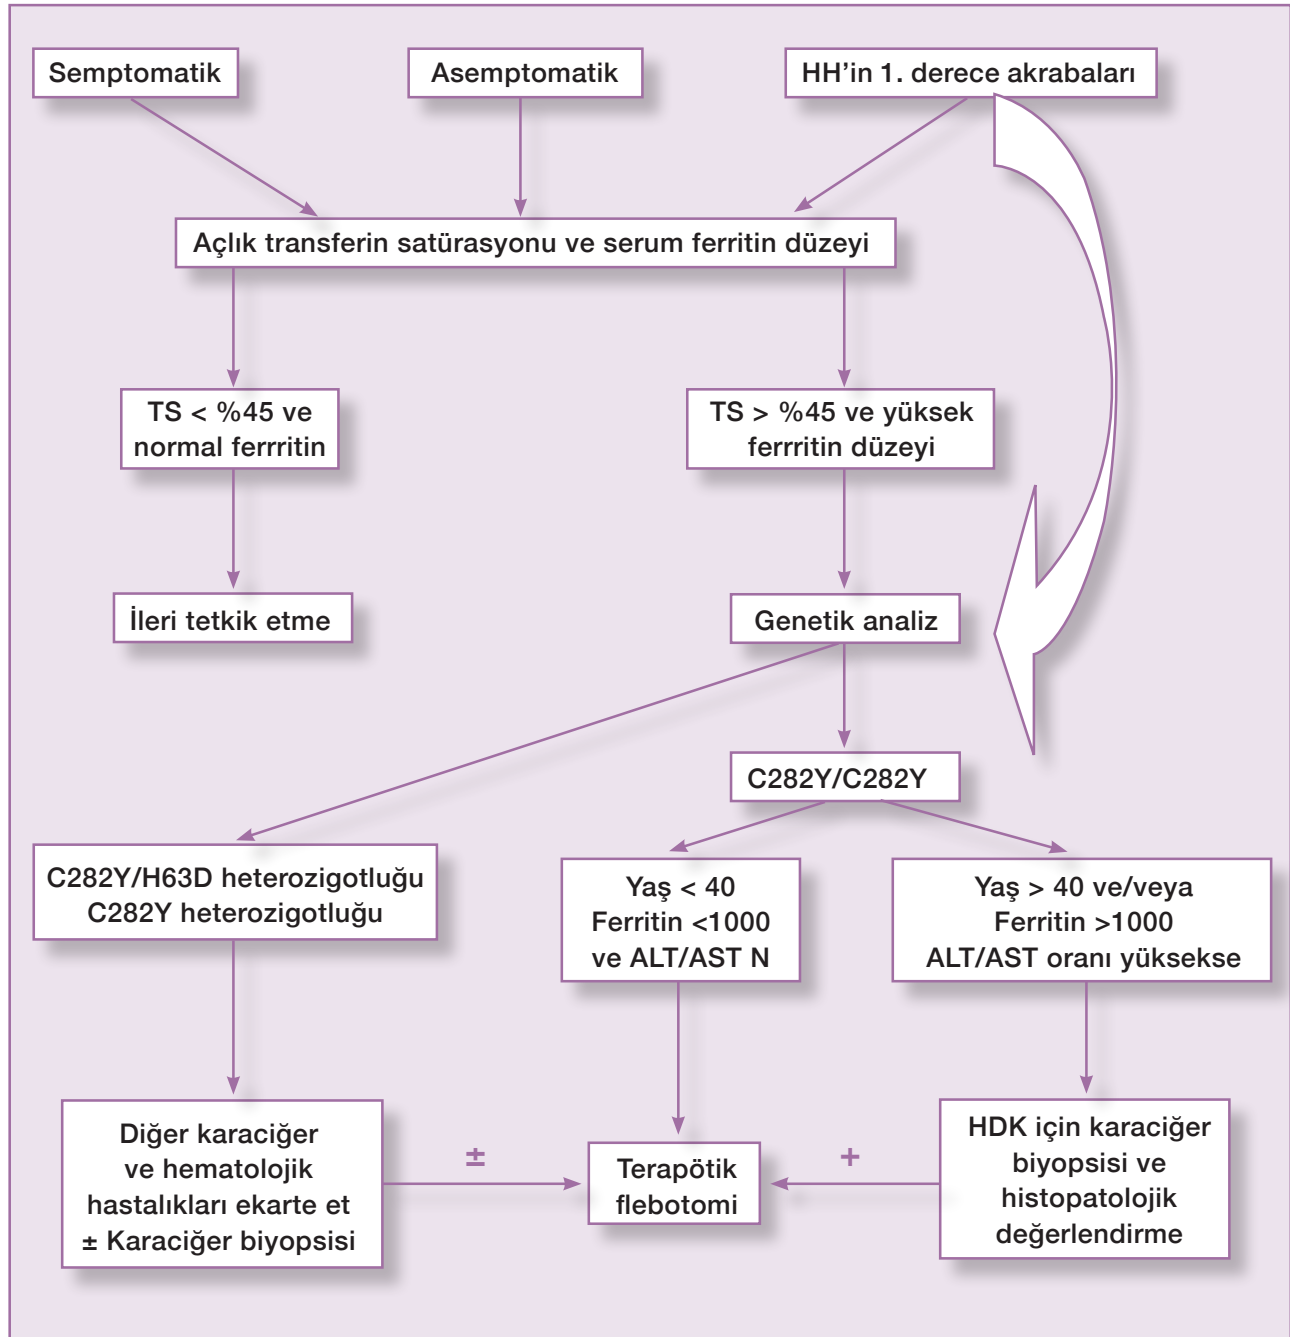 Semptomatik
Asemptomatik
HH’in 1. derece akrabaları
Açlık transferin satürasyonu ve serum ferritin düzeyi
TS < %45 ve
normal ferrritin
TS > %45 ve yüksek
ferrritin düzeyi
İleri tetkik etme
Genetik analiz
C282Y/C282Y
C282Y/H63D heterozigotluğu
C282Y heterozigotluğu
Yaş < 40
Ferritin <1000
ve ALT/AST N
Yaş > 40 ve/veya
Ferritin >1000
ALT/AST oranı yüksekse
Diğer karaciğer
ve hematolojik
hastalıkları ekarte et
± Karaciğer biyopsisi
±
Terapötik
flebotomi
+
HDK için karaciğer
biyopsisi ve
histopatolojik
değerlendirme